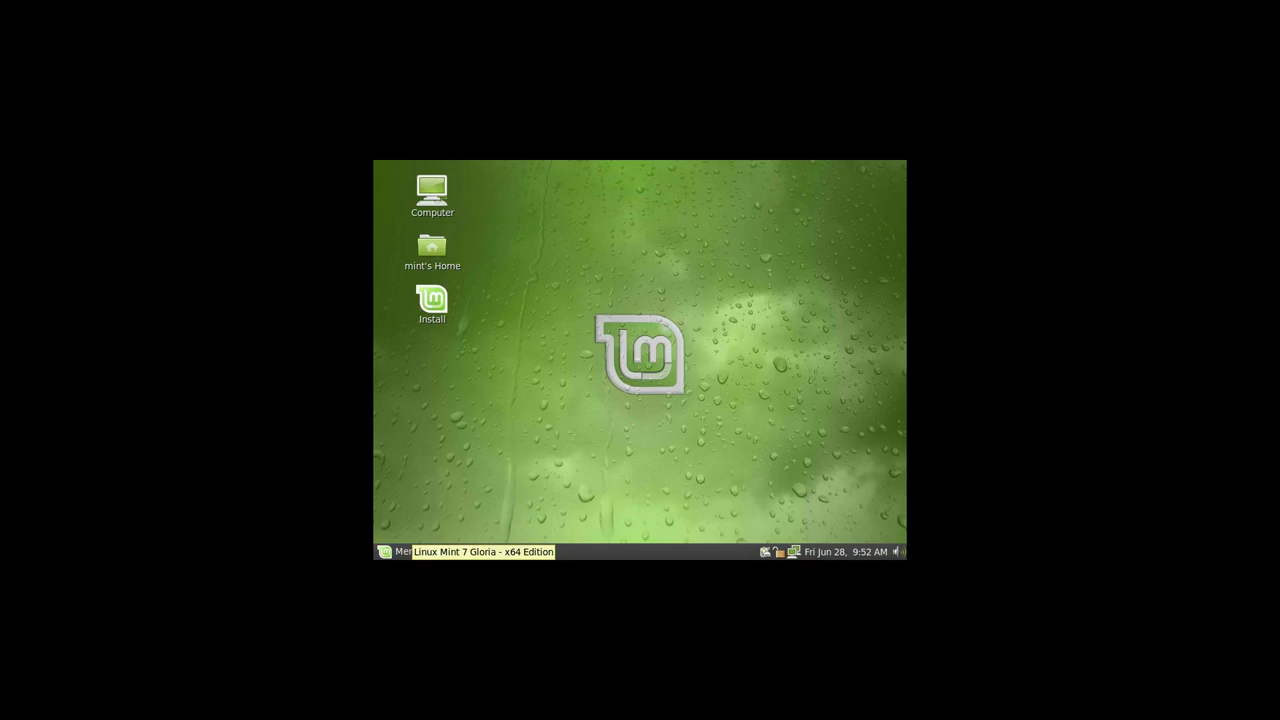 Computer
mint's Home
Install
Linux Mint 7 Gloria - x64 Edition
Fri Jun 28, 9:52 AM